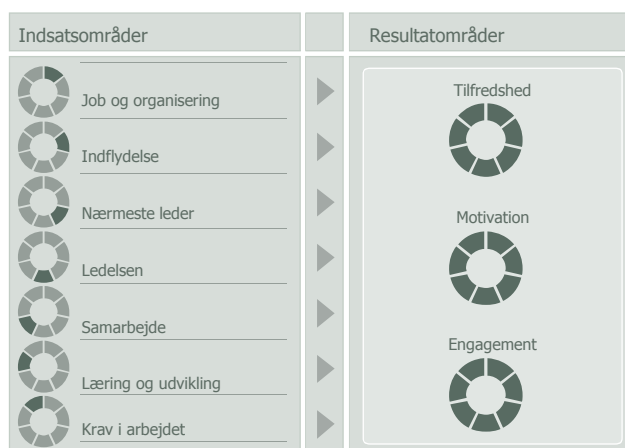 Indsatsområder
Resultatområder
Job og organisering
Indflydelse
Nærmeste leder
Ledelsen
Samarbejde
Læring og udvikling
Krav i arbejdet
Tilfredshed
Motivation
Engagement